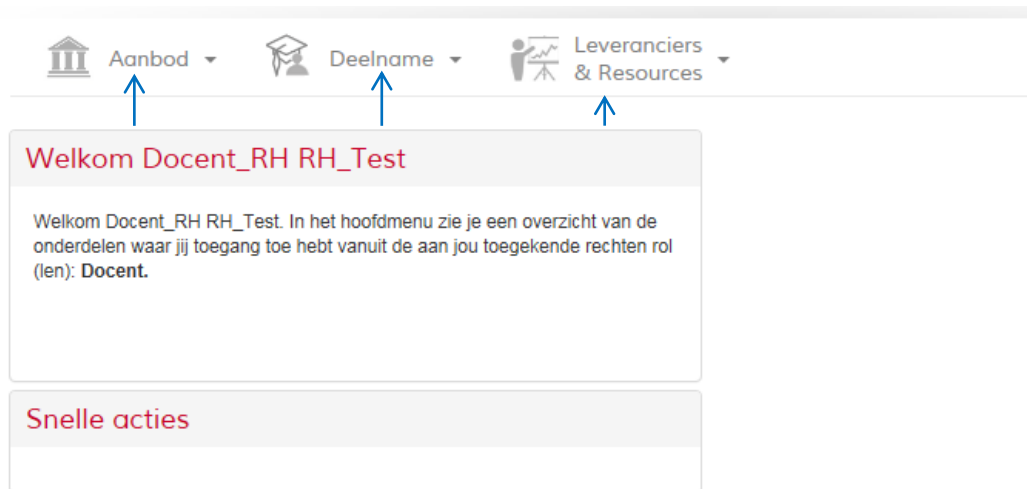 Aanbod
Deelname
Leveranciers
& Resources
Welkom Docent_RH RH_Test
Welkom Docent_RH RH_Test. In het hoofdmenu zie je een overzicht van de
onderdelen waar jij toegang toe hebt vanuit de aan jou toegekende rechten rol
(len): Docent.
Snelle acties